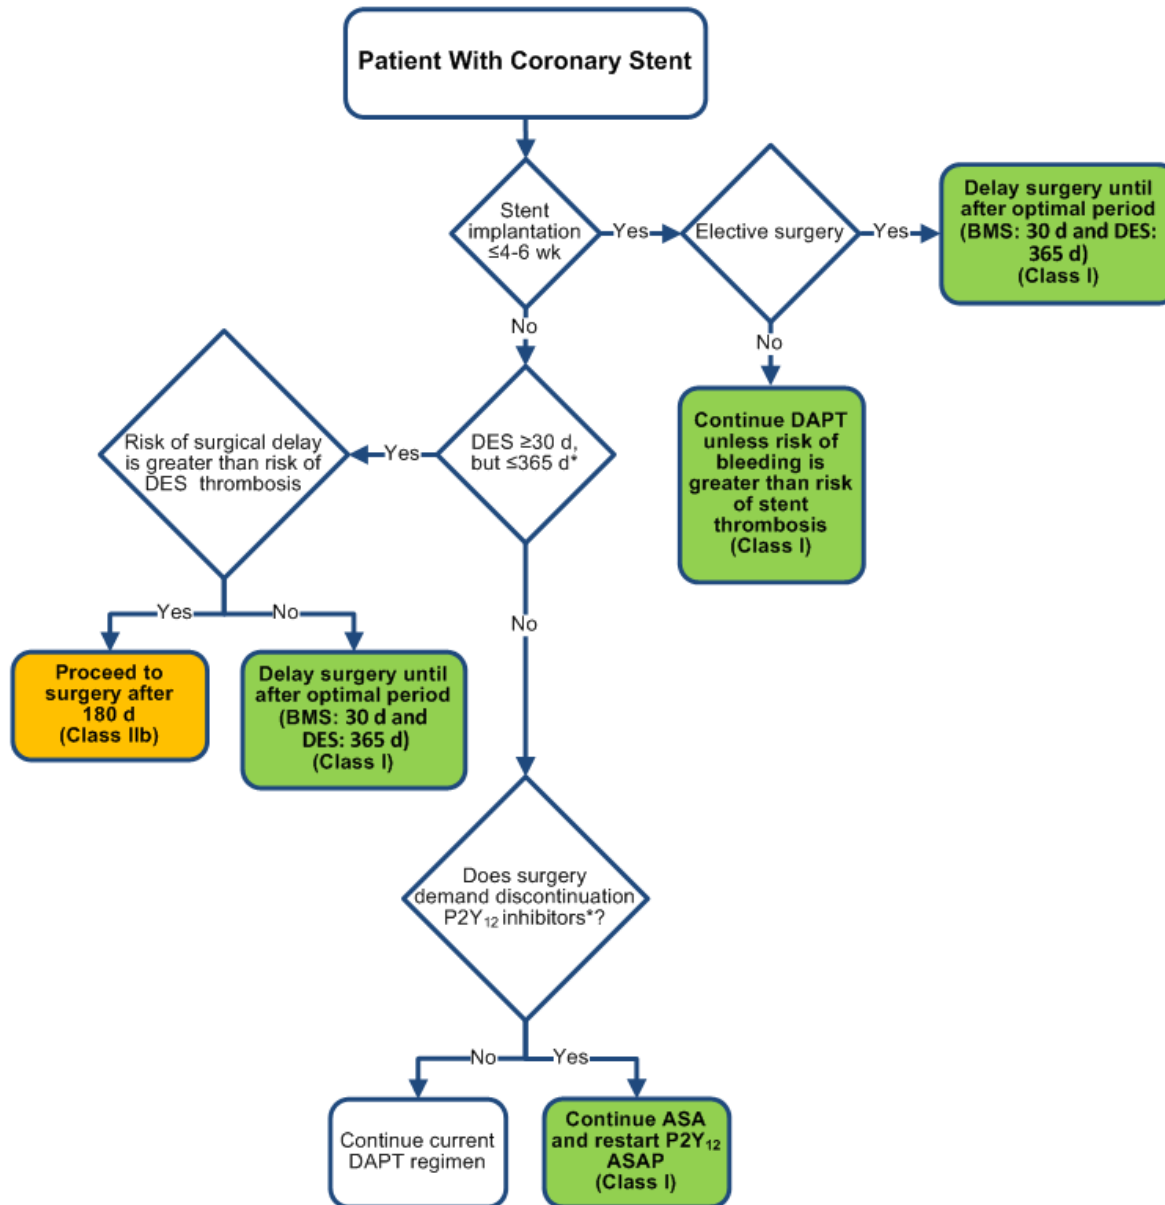 Patient With Coronary Stent
Stent
implantation
≤4-6 wk
Yes
Elective surgery
Yes
Delay surgery until
after optimal period
(BMS: 30 d and DES:
365 d)
(Class I)
No
No
Continue DAPT
unless risk of
bleeding is
greater than risk
of stent
thrombosis
(Class I)
DES ≥30 d,
but ≤365 d*
Yes
Risk of surgical delay
is greater than risk of
DES thrombosis
Yes
No
Proceed to
surgery after
180 d
(Class IIb)
Delay surgery until
after optimal period
(BMS: 30 d and
DES: 365 d)
(Class I)
No
Does surgery
demand discontinuation
P2Y₁₂ inhibitors*?
No
Yes
Continue current
DAPT regimen
Continue ASA
and restart P2Y₁₂
ASAP
(Class I)